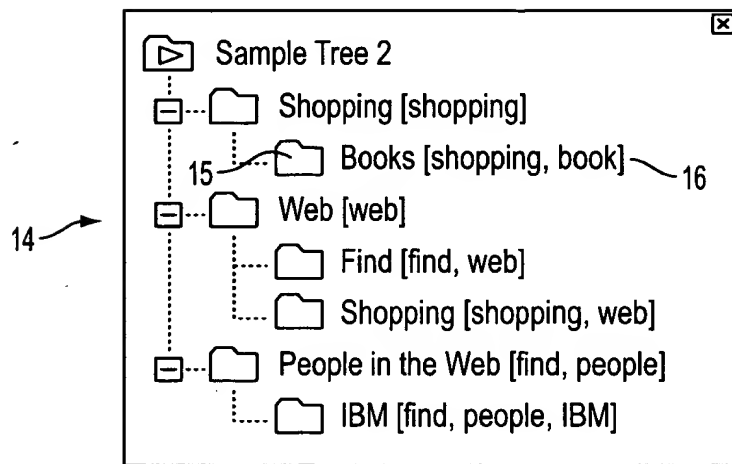 Sample Tree 2
Shopping [shopping]
15 Books [shopping, book] 16
Web [web]
14
Find [find, web]
Shopping [shopping, web]
People in the Web [find, people]
IBM [find, people, IBM]